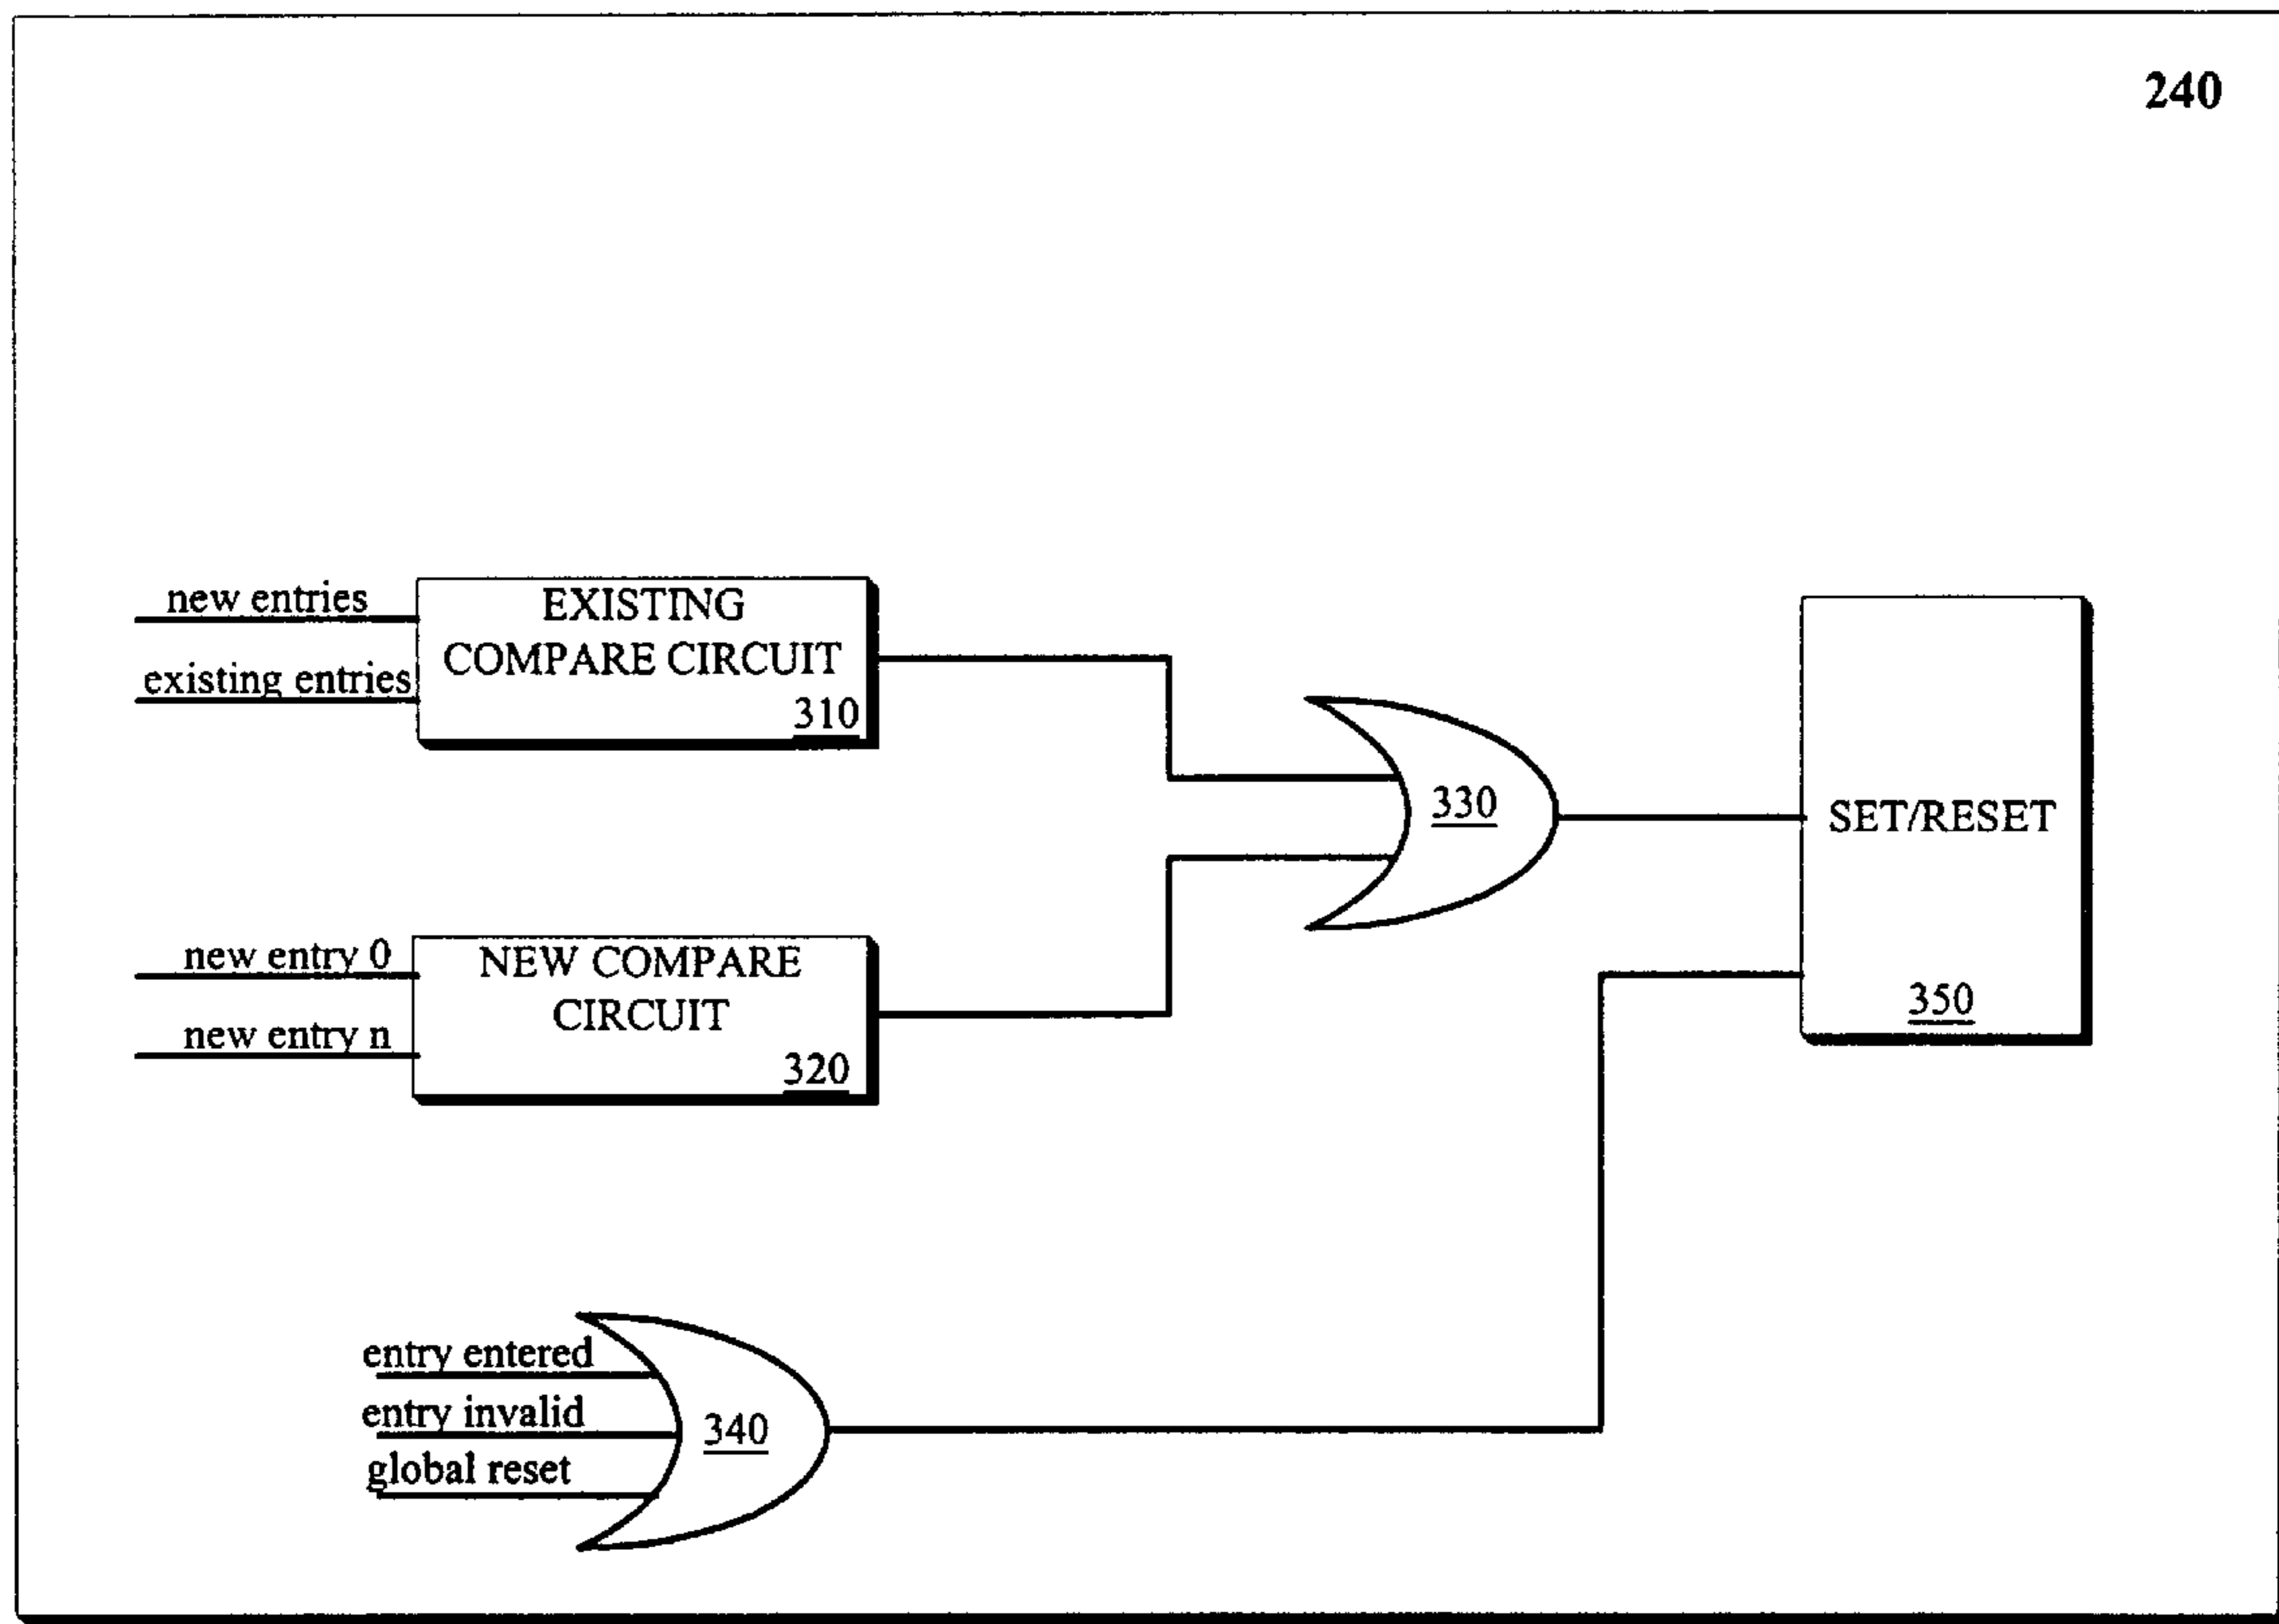 240
new entries
existing entries
EXISTING
COMPARE CIRCUIT
310
330
SET/RESET
350
new entry 0
new entry n
NEW COMPARE
CIRCUIT
320
entry entered
entry invalid
global reset
340